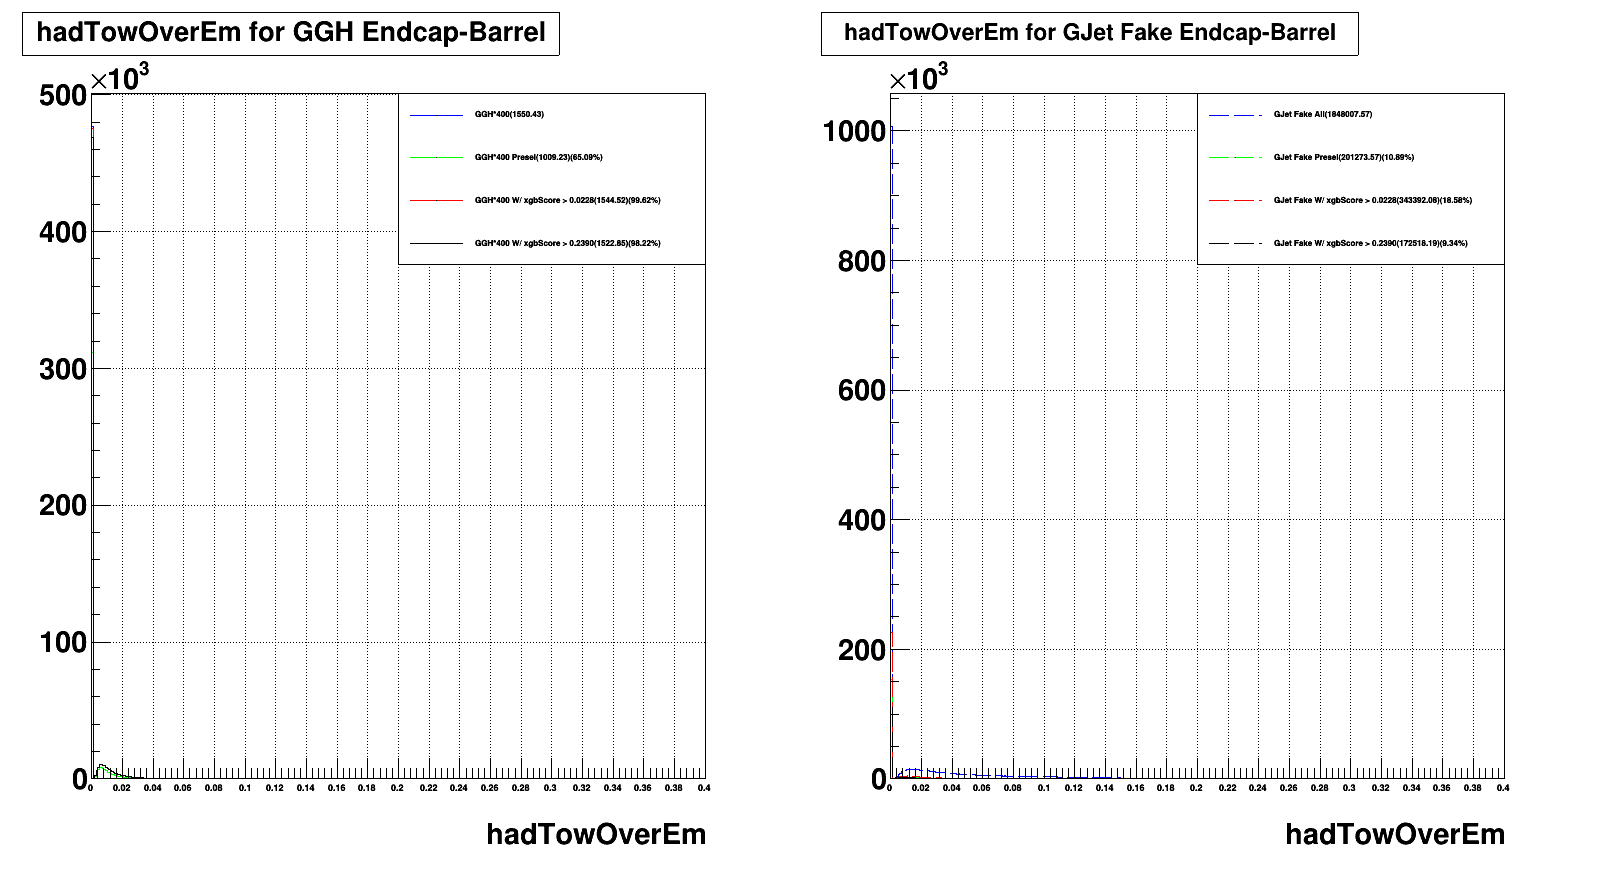 hadTowOverEm for GGH Endcap-Barrel
×10³
500
400
300
200
100
0
0 0.02 0.04 0.06 0.08 0.1 0.12 0.14 0.16 0.18 0.2 0.22 0.24 0.26 0.28 0.3 0.32 0.34 0.36 0.38 0.4
hadTowOverEm
GGH*400(1550.43)
GGH*400 Presel(1009.23)(65.09%)
GGH*400 W/ xgbScore > 0.0228(1544.52)(99.62%)
GGH*400 W/ xgbScore > 0.2390(1522.85)(98.22%)
hadTowOverEm for GJet Fake Endcap-Barrel
×10³
1000
800
600
400
200
0
0 0.02 0.04 0.06 0.08 0.1 0.12 0.14 0.16 0.18 0.2 0.22 0.24 0.26 0.28 0.3 0.32 0.34 0.36 0.38 0.4
hadTowOverEm
GJet Fake All(1848007.57)
GJet Fake Presel(201273.57)(10.89%)
GJet Fake W/ xgbScore > 0.0228(343392.08)(18.58%)
GJet Fake W/ xgbScore > 0.2390(172518.19)(9.34%)